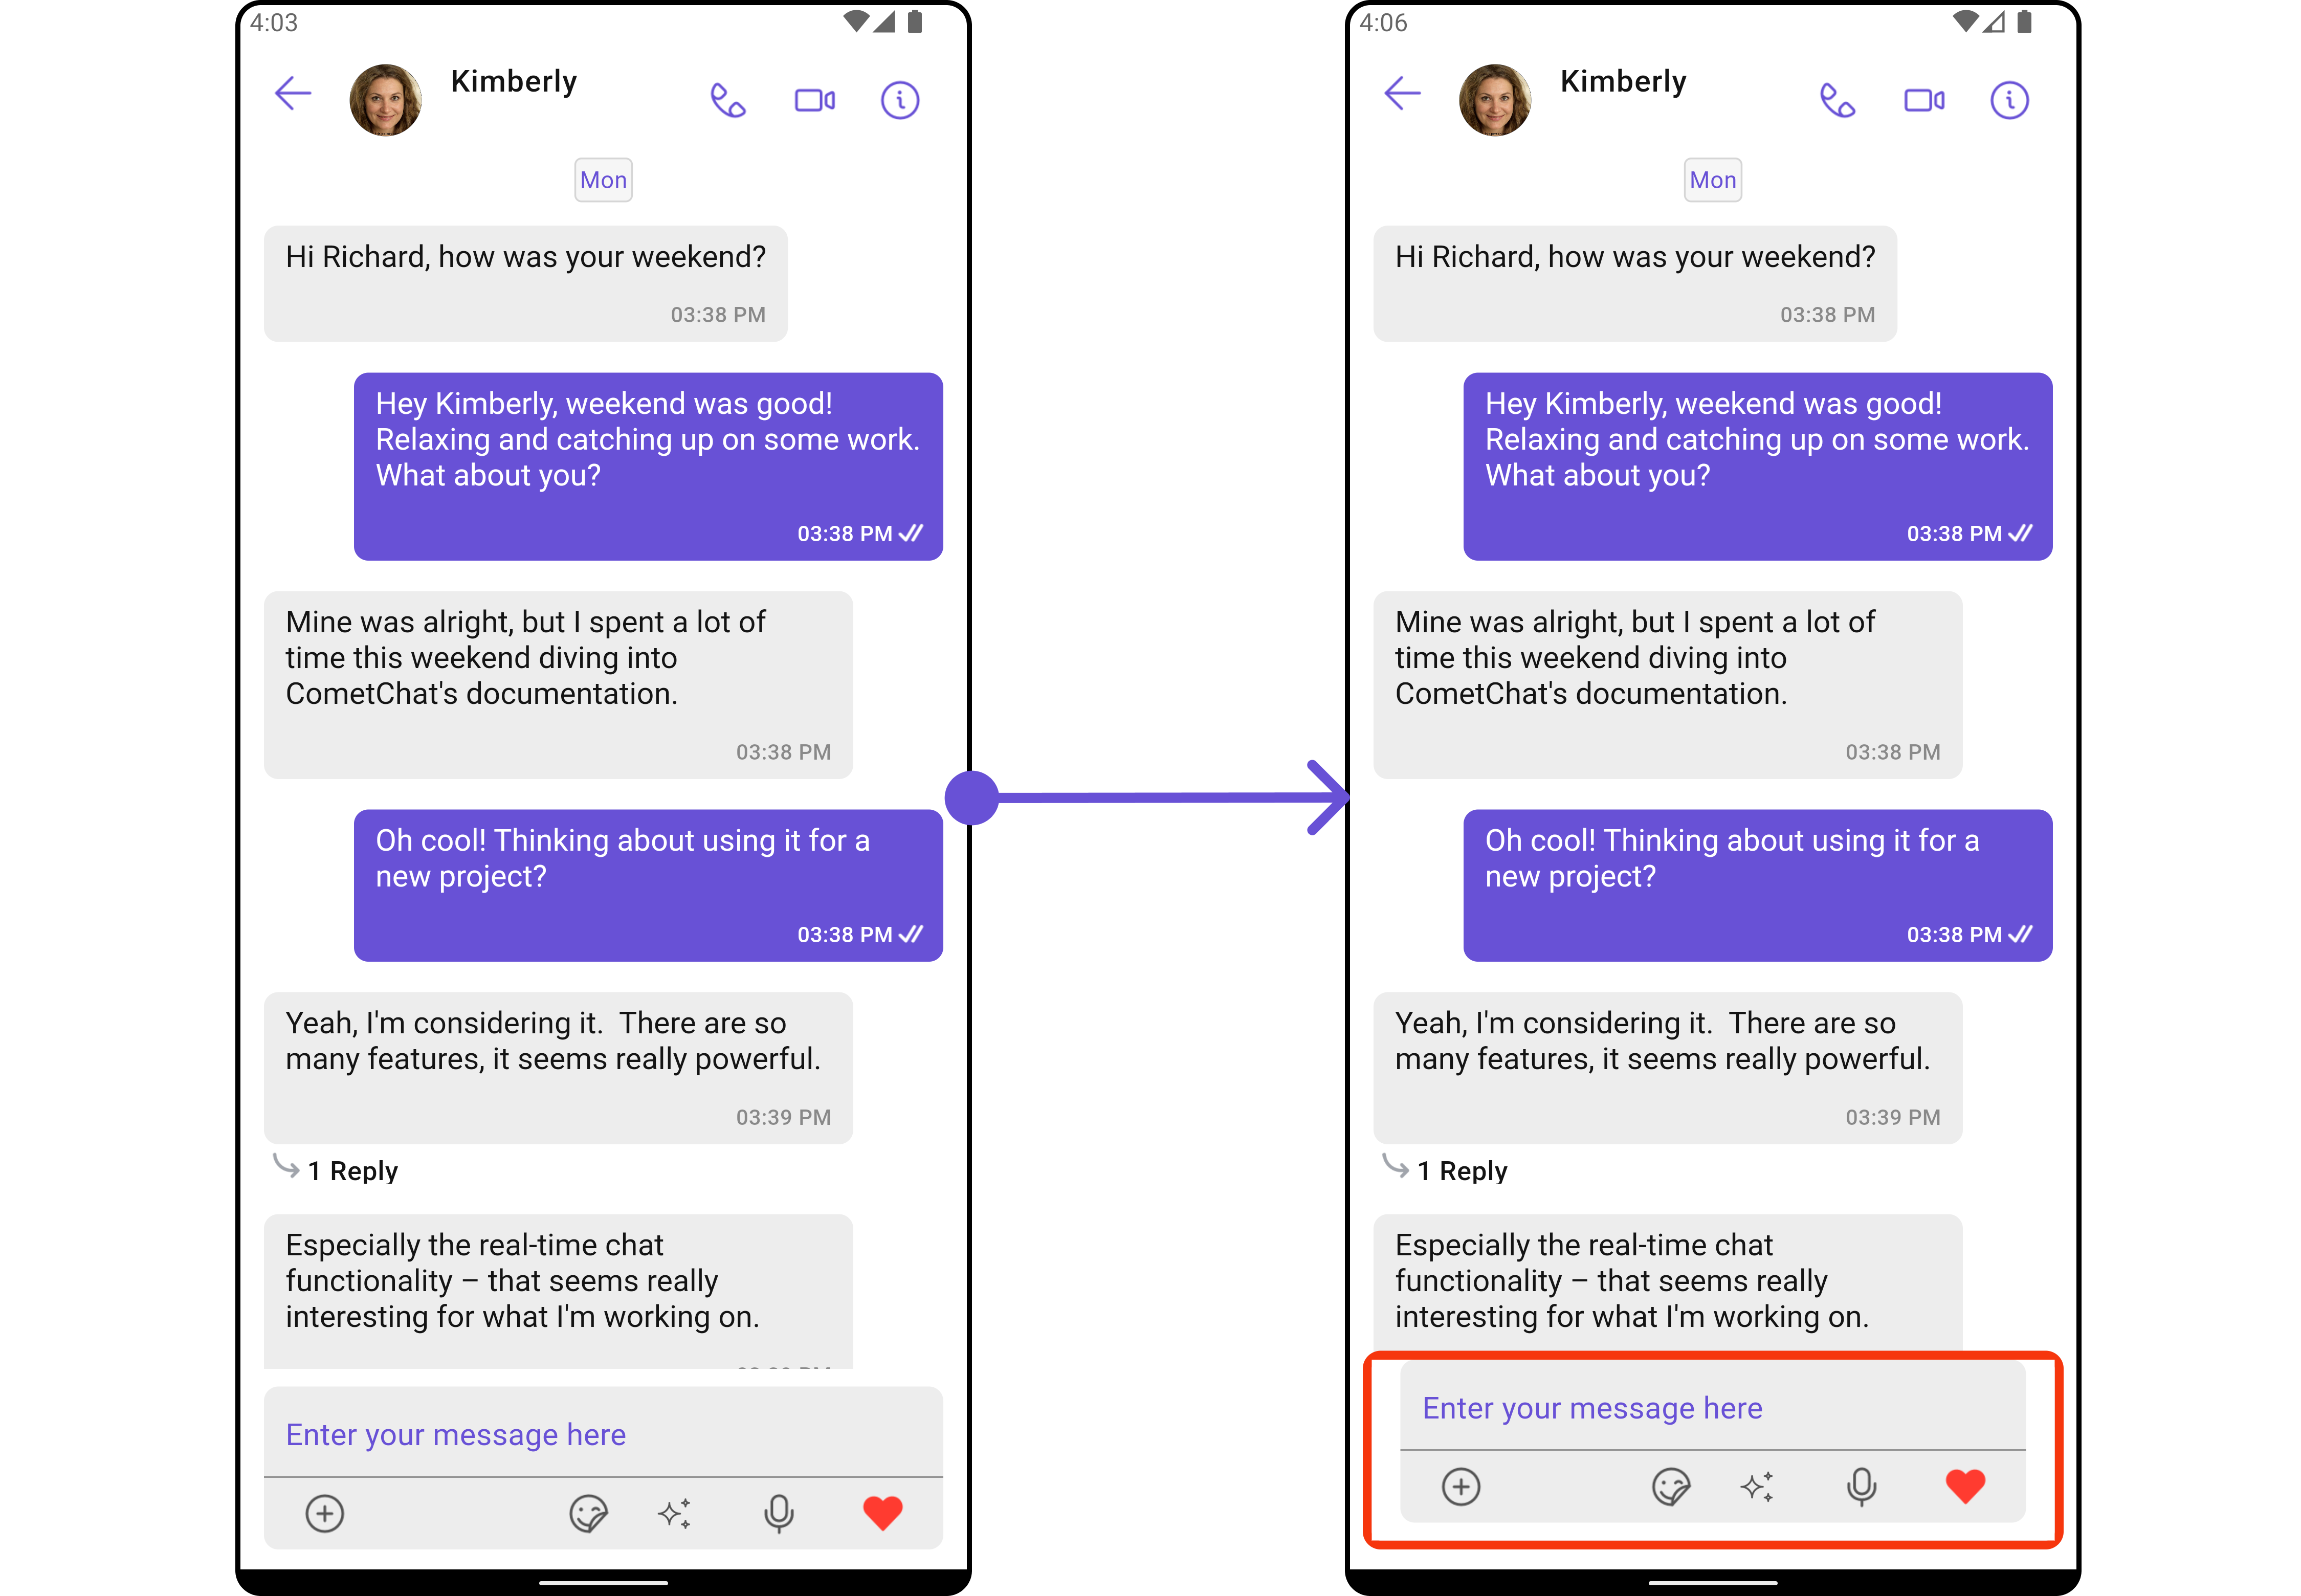 4:03
Kimberly
Mon
Hi Richard, how was your weekend?
03:38 PM
Hey Kimberly, weekend was good!
Relaxing and catching up on some work.
What about you?
03:38 PM
Mine was alright, but I spent a lot of
time this weekend diving into
CometChat's documentation.
03:38 PM
Oh cool! Thinking about using it for a
new project?
03:38 PM
Yeah, I'm considering it.  There are so
many features, it seems really powerful.
03:39 PM
1 Reply
Especially the real-time chat
functionality – that seems really
interesting for what I'm working on.
Enter your message here
4:06
Kimberly
Mon
Hi Richard, how was your weekend?
03:38 PM
Hey Kimberly, weekend was good!
Relaxing and catching up on some work.
What about you?
03:38 PM
Mine was alright, but I spent a lot of
time this weekend diving into
CometChat's documentation.
03:38 PM
Oh cool! Thinking about using it for a
new project?
03:38 PM
Yeah, I'm considering it.  There are so
many features, it seems really powerful.
03:39 PM
1 Reply
Especially the real-time chat
functionality – that seems really
interesting for what I'm working on.
Enter your message here